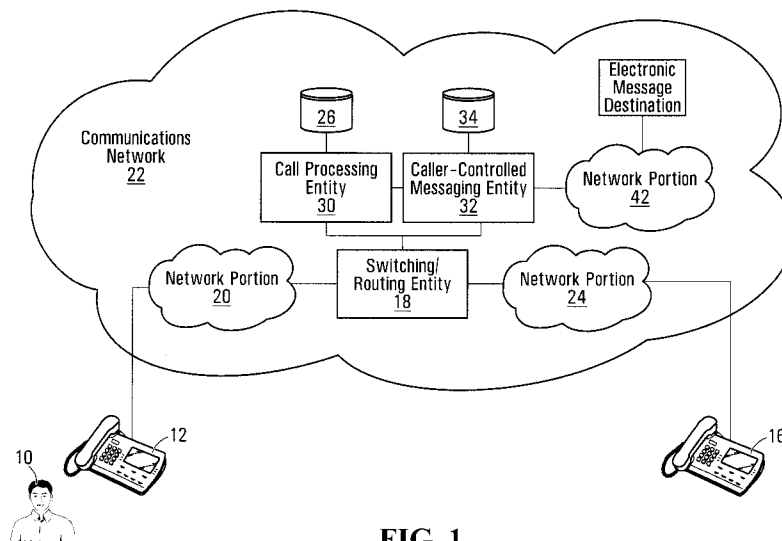 Electronic
Message
Destination
26
34
Communications
Network
22
Call Processing
Entity
30
Caller-Controlled
Messaging Entity
32
Network Portion
42
Network Portion
20
Switching/
Routing Entity
18
Network Portion
24
12
16
10
FIG. 1